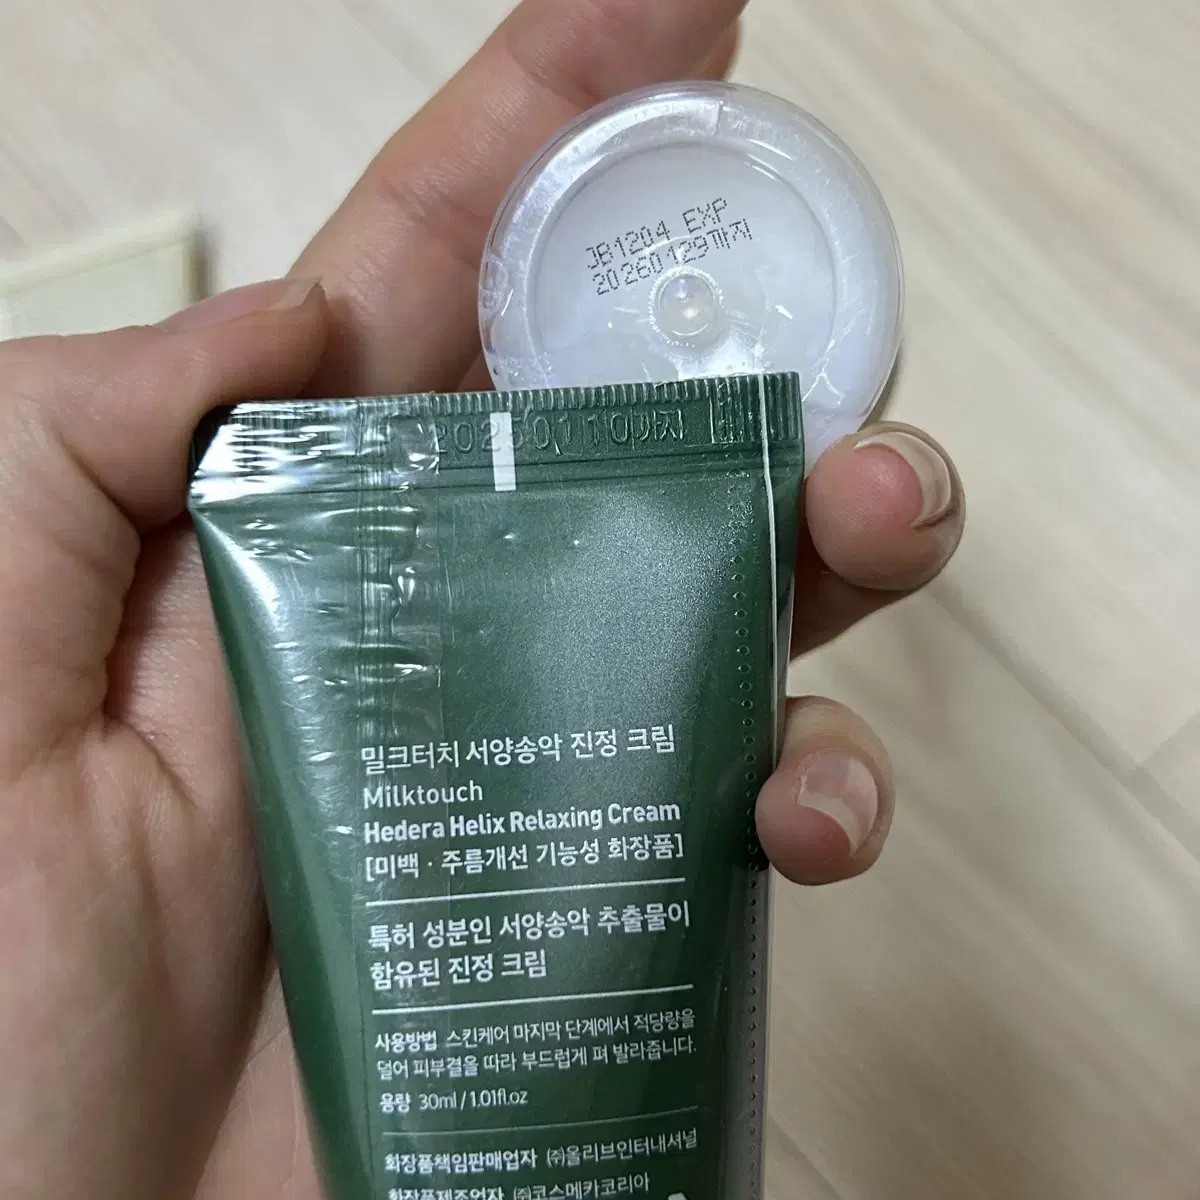 JB1204 EXP
20260129까지
20250110까지
밀크터치 서양송악 진정 크림
Milktouch
Hedera Helix Relaxing Cream
[미백 · 주름개선 기능성 화장품]
특허 성분인 서양송악 추출물이
함유된 진정 크림
사용방법 스킨케어 마지막 단계에서 적당량을
덜어 피부결을 따라 부드럽게 펴 발라줍니다.
용량 30ml / 1.01fl.oz
화장품책임판매업자 (주)올리브인터내셔널
화장품제조업자 (주)코스메카코리아